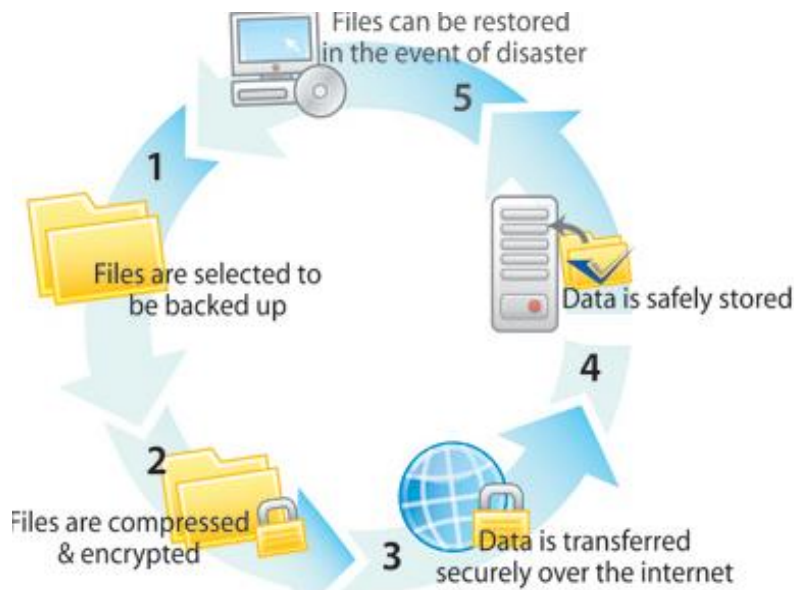 Files can be restored
in the event of disaster
5
1
Files are selected to
be backed up
2
Files are compressed
& encrypted
3
Data is transferred
securely over the internet
4
Data is safely stored